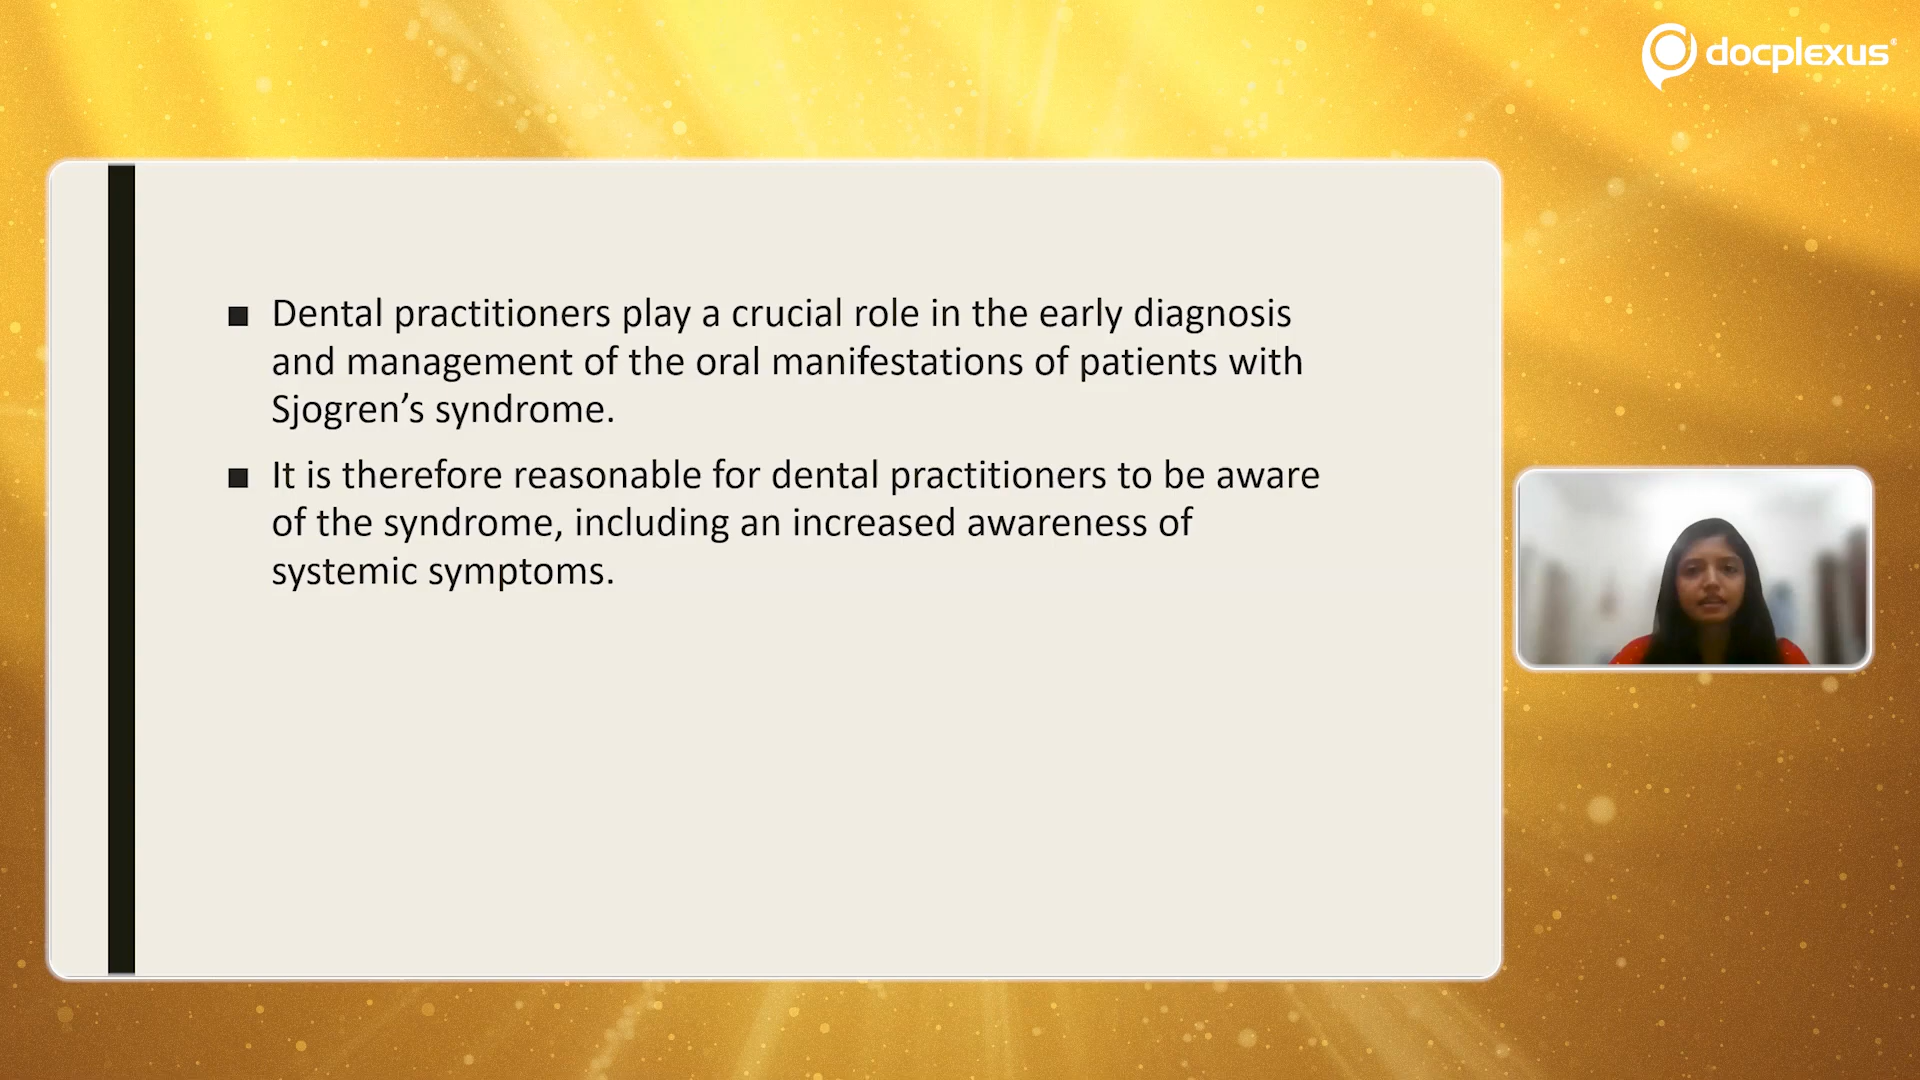 docplexus
■ Dental practitioners play a crucial role in the early diagnosis
and management of the oral manifestations of patients with
Sjogren’s syndrome.
■ It is therefore reasonable for dental practitioners to be aware
of the syndrome, including an increased awareness of
systemic symptoms.